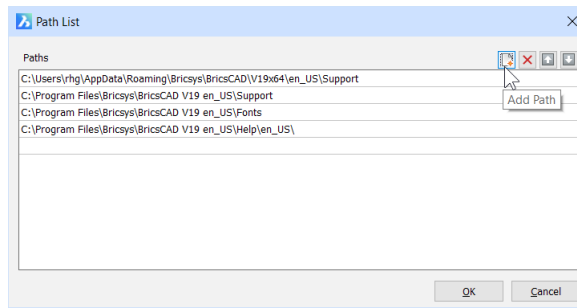 Path List
Paths
C:\Users\rhg\AppData\Roaming\Bricsys\BricsCAD\V19x64\en_US\Support
C:\Program Files\Bricsys\BricsCAD V19 en_US\Support
Add Path
C:\Program Files\Bricsys\BricsCAD V19 en_US\Fonts
C:\Program Files\Bricsys\BricsCAD V19 en_US\Help\en_US\
OK
Cancel